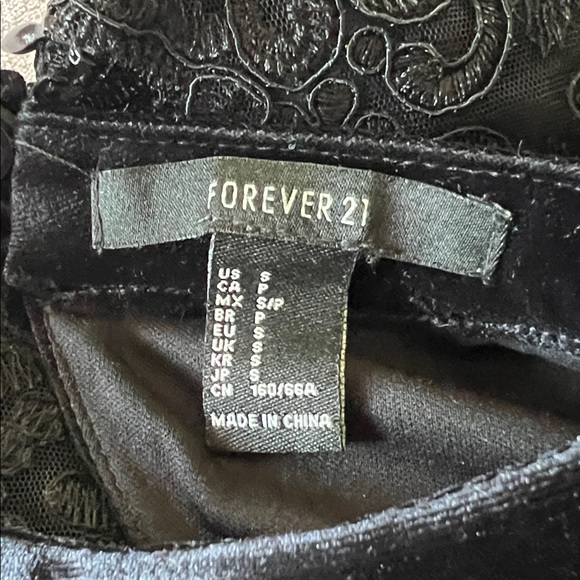 FOREVER 21
US S
CA P
MX S/P
BR P
EU S
UK S
KR S
JP S
CN 160/66A
MADE IN CHINA